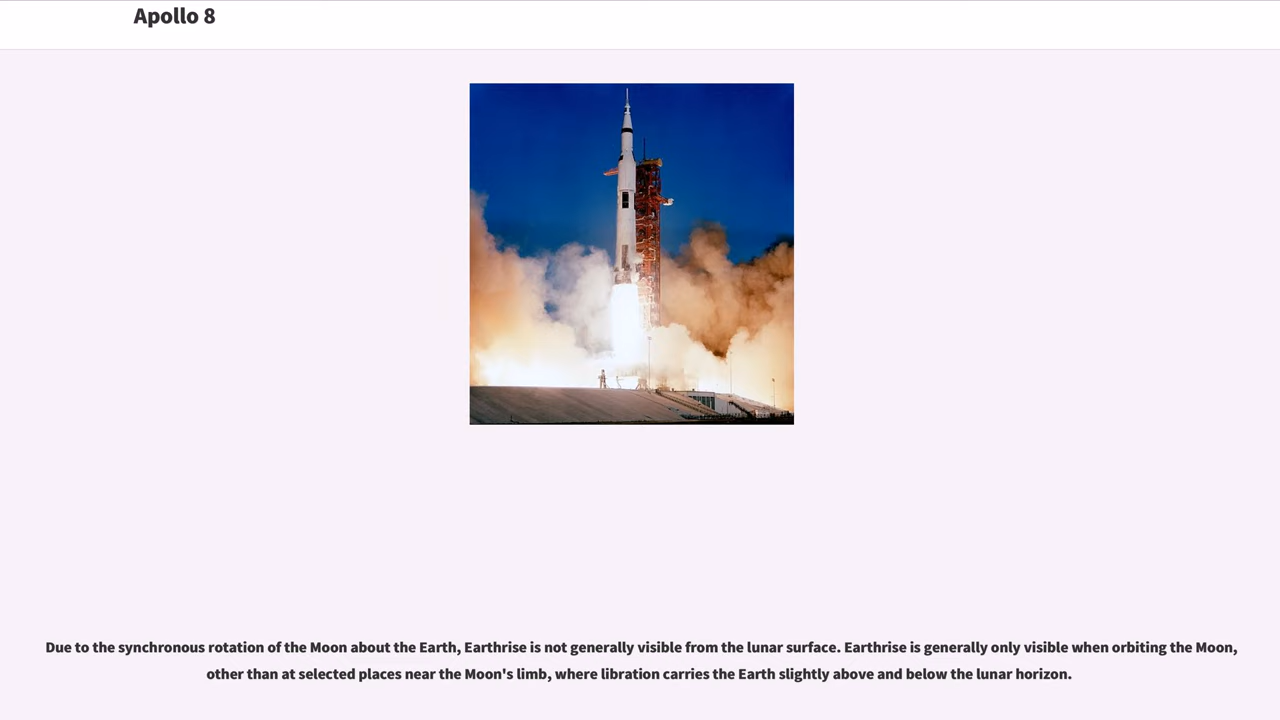 Apollo 8
Due to the synchronous rotation of the Moon about the Earth, Earthrise is not generally visible from the lunar surface. Earthrise is generally only visible when orbiting the Moon,
other than at selected places near the Moon's limb, where libration carries the Earth slightly above and below the lunar horizon.